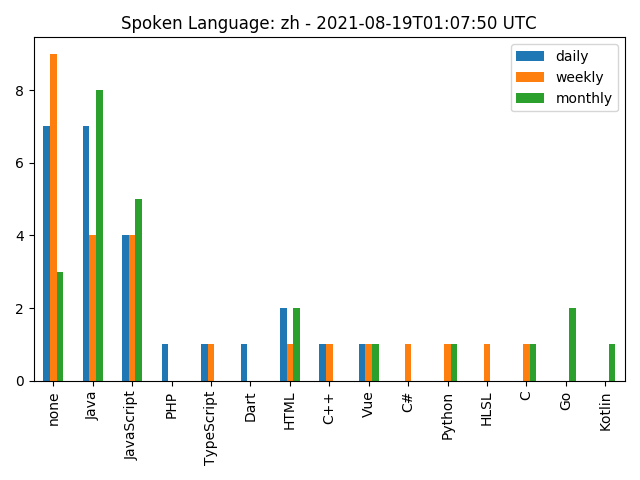 Spoken Language: zh - 2021-08-19T01:07:50 UTC
daily
weekly
monthly
8
6
4
2
0
none
Java
JavaScript
PHP
TypeScript
Dart
HTML
C++
Vue
C#
Python
HLSL
C
Go
Kotlin